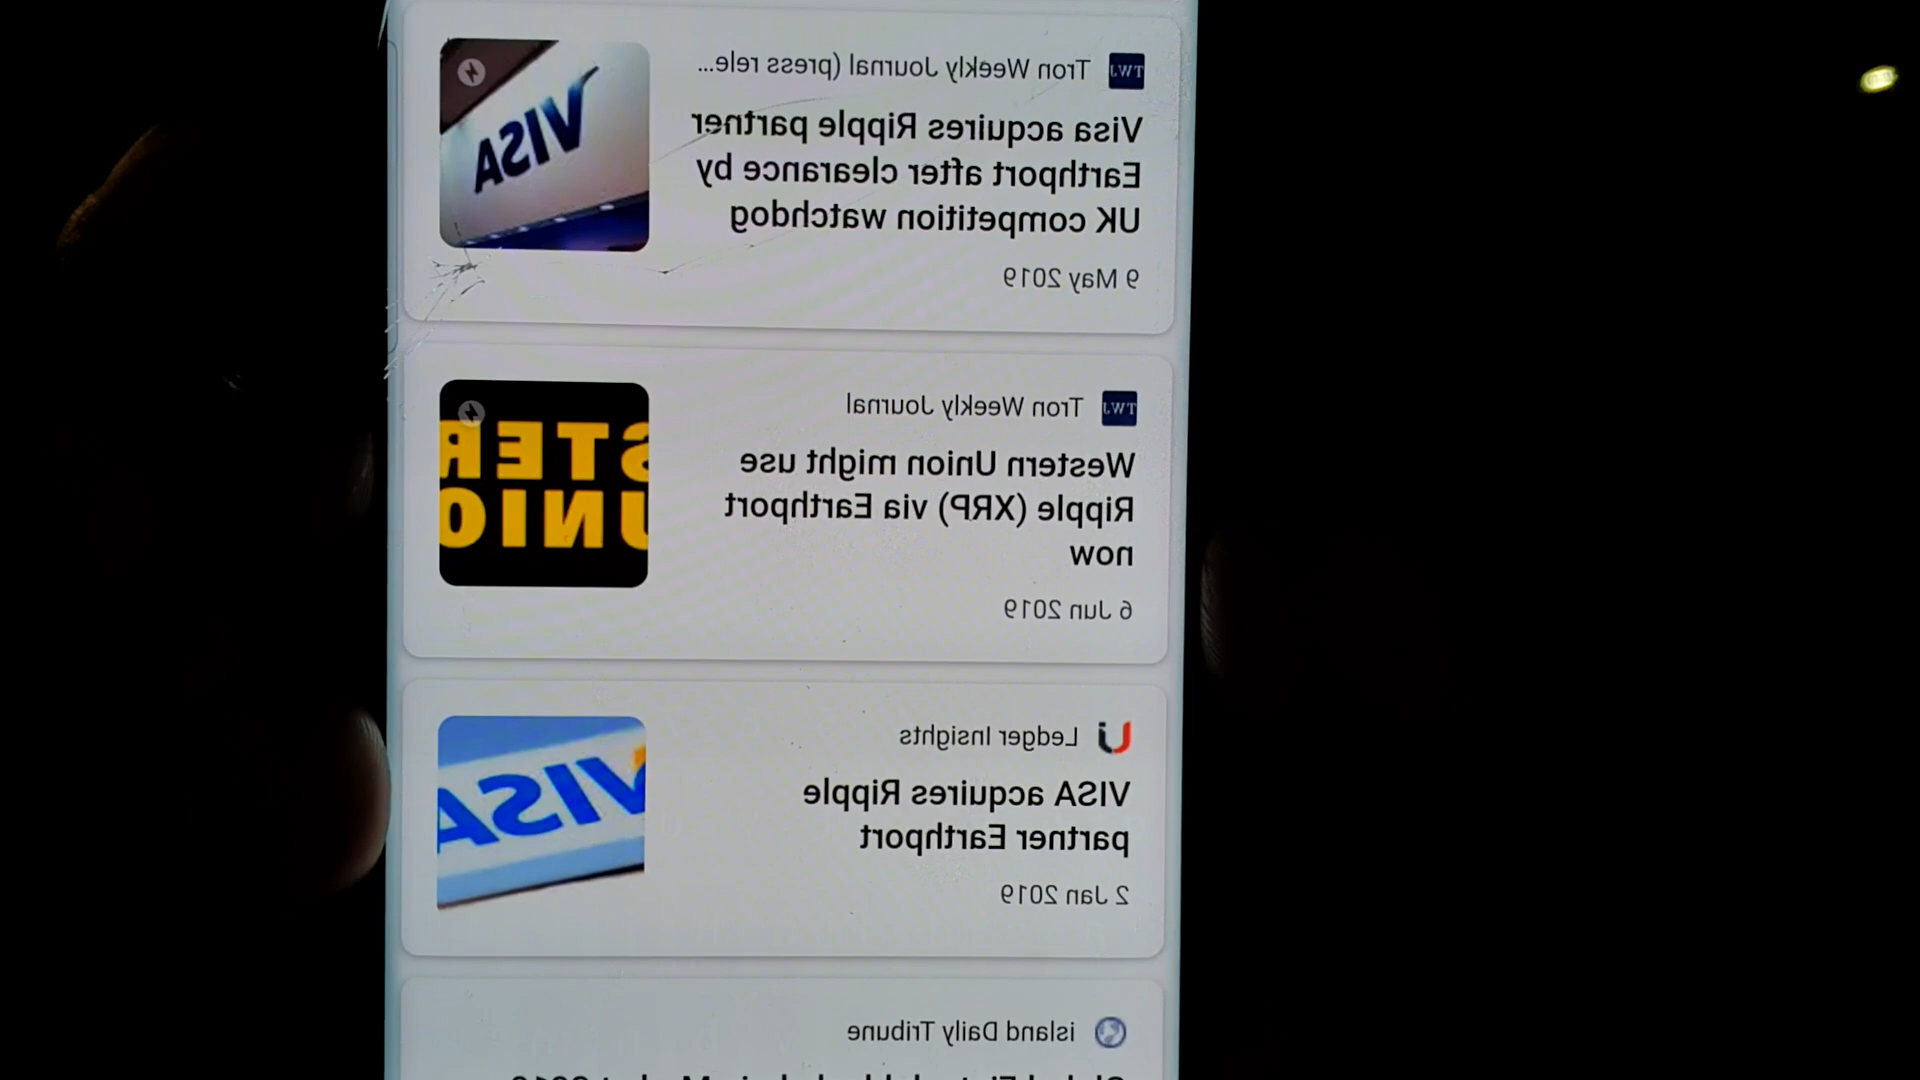 TWJ Tron Weekly Journal (press rele...
Visa acquires Ripple partner
Earthport after clearance by
UK competition watchdog
9 May 2019
VISA
TWJ Tron Weekly Journal
Western Union might use
Ripple (XRP) via Earthport
now
6 Jun 2019
STER
UNIO
Ledger Insights
VISA acquires Ripple
partner Earthport
2 Jan 2019
VISA
island Daily Tribune